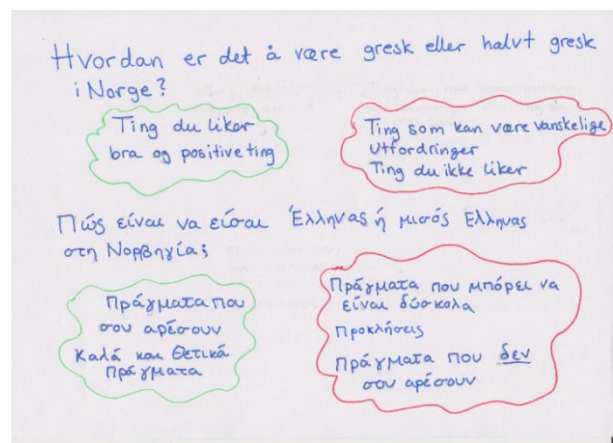 Hvordan er det å være gresk eller halvt gresk
i Norge?
Ting du liker
bra og positive ting
Ting som kan være vanskelige
Utfordringer
Ting du ikke liker
Πώς είναι να είσαι Έλληνας ή μισός Έλληνας
στη Νορβηγία;
Πράγματα που
σου αρέσουν
Καλά και θετικά
πράγματα
Πράγματα που μπόρεί να
είναι δύσκολα
Προκλήσεις
Πράγματα που δεν
σου αρέσουν